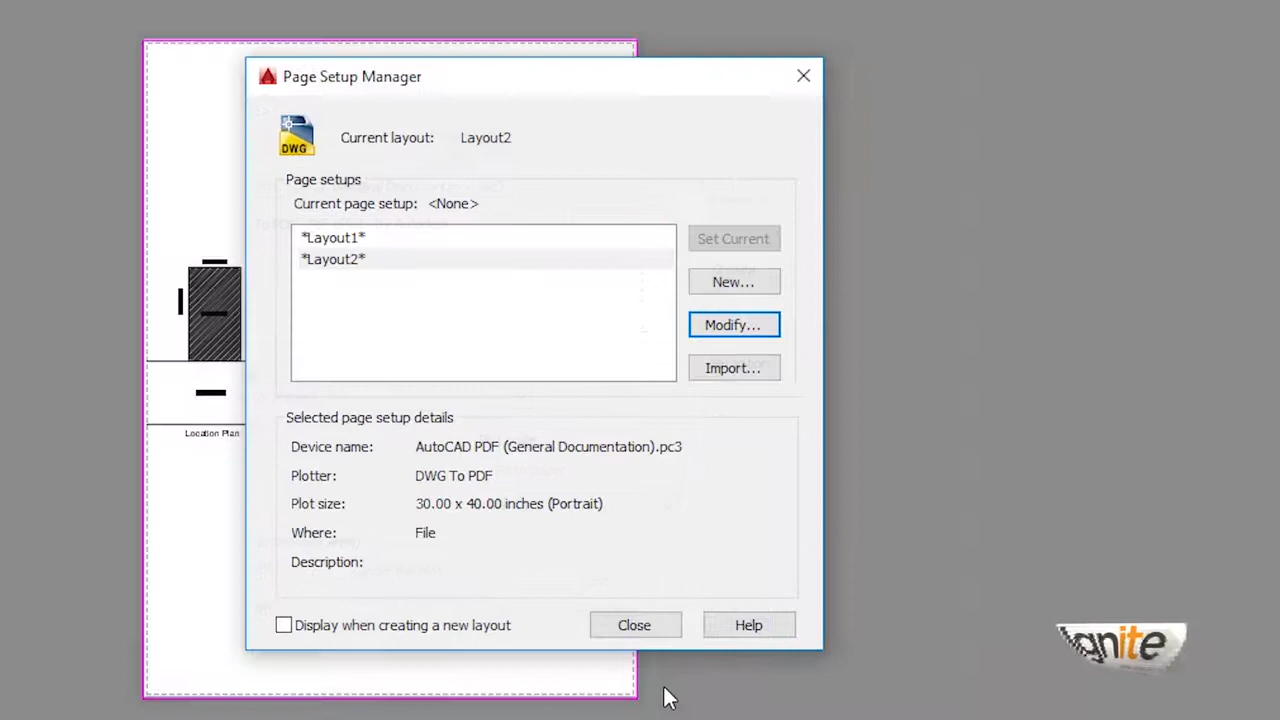 Page Setup Manager
DWG
Current layout: Layout2
Page setups
Current page setup: <None>
*Layout1*
*Layout2*
Set Current
New...
Modify...
Import...
Selected page setup details
Device name: AutoCAD PDF (General Documentation).pc3
Plotter: DWG To PDF
Plot size: 30.00 x 40.00 inches (Portrait)
Where: File
Description:
Display when creating a new layout
Close
Help
Location Plan
ignite